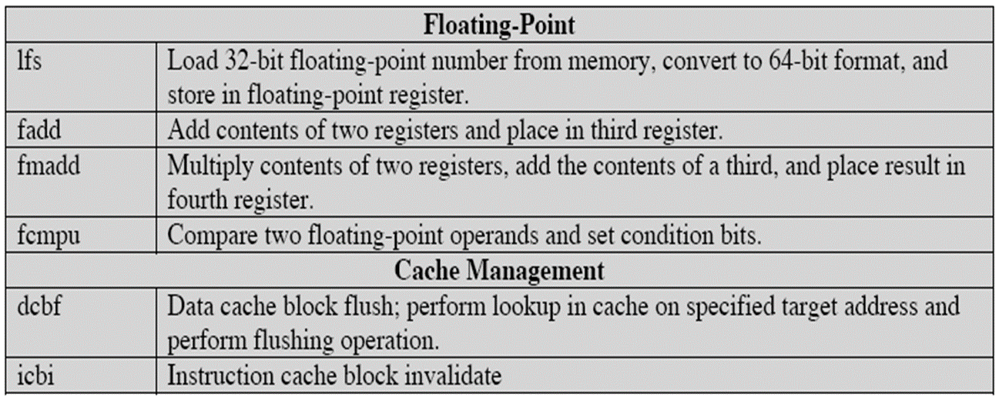 Floating-Point
lfs Load 32-bit floating-point number from memory, convert to 64-bit format, and
store in floating-point register.
fadd Add contents of two registers and place in third register.
fmadd Multiply contents of two registers, add the contents of a third, and place result in
fourth register.
fcmpu Compare two floating-point operands and set condition bits.
Cache Management
dcbf Data cache block flush; perform lookup in cache on specified target address and
perform flushing operation.
icbi Instruction cache block invalidate